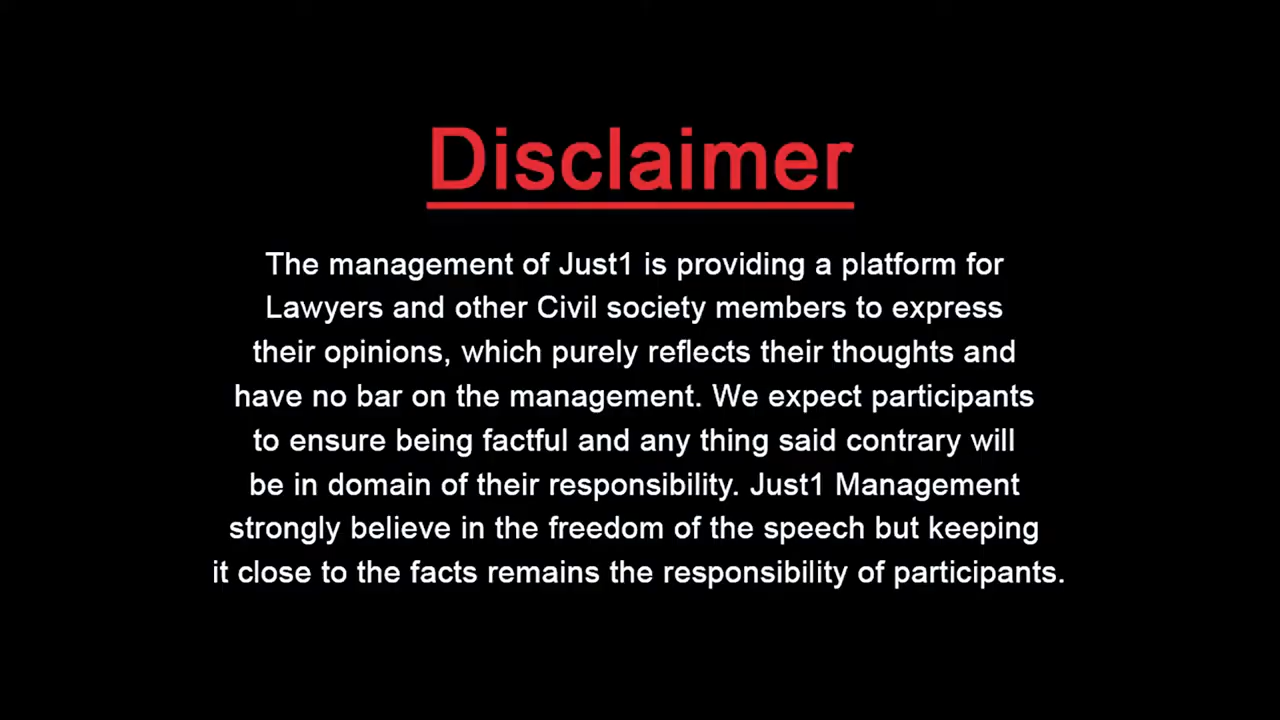 Disclaimer
The management of Just1 is providing a platform for
Lawyers and other Civil society members to express
their opinions, which purely reflects their thoughts and
have no bar on the management. We expect participants
to ensure being factful and any thing said contrary will
be in domain of their responsibility. Just1 Management
strongly believe in the freedom of the speech but keeping
it close to the facts remains the responsibility of participants.